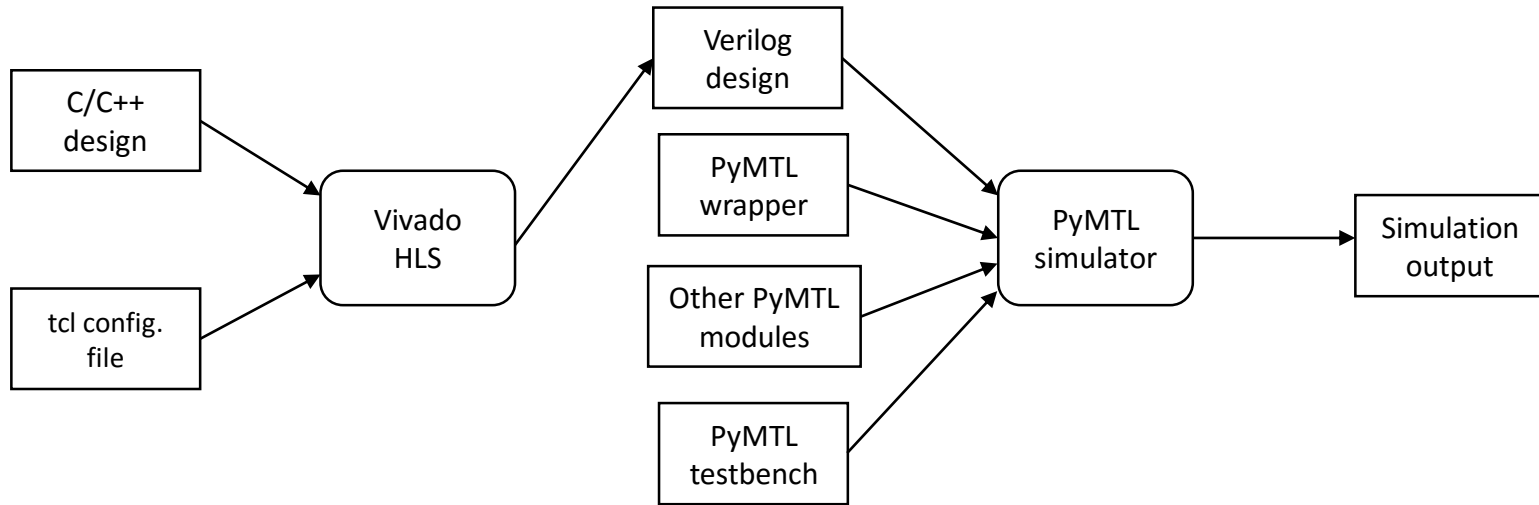 C/C++
design
tcl config.
file
Vivado
HLS
Verilog
design
PyMTL
wrapper
Other PyMTL
modules
PyMTL
testbench
PyMTL
simulator
Simulation
output